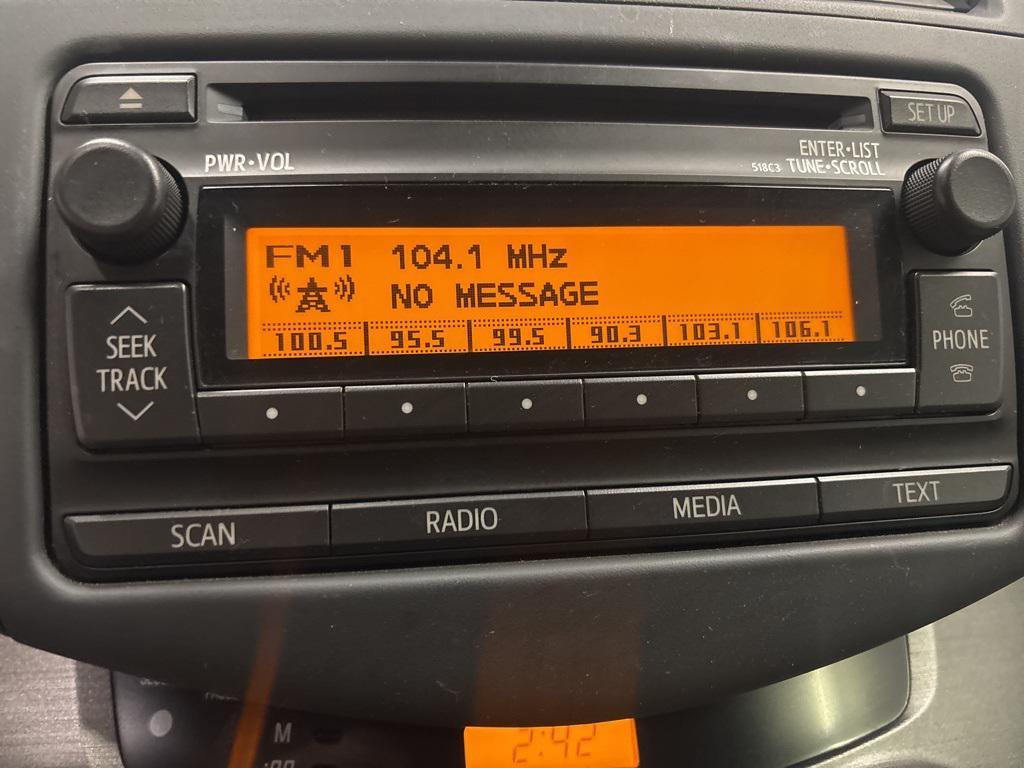 SET UP
PWR•VOL
ENTER•LIST
518C3 TUNE•SCROLL
FM1 104.1 MHz
NO MESSAGE
100.5 95.5 99.5 90.3 103.1 106.1
SEEK
TRACK
PHONE
SCAN RADIO MEDIA TEXT
M
:00
2:42